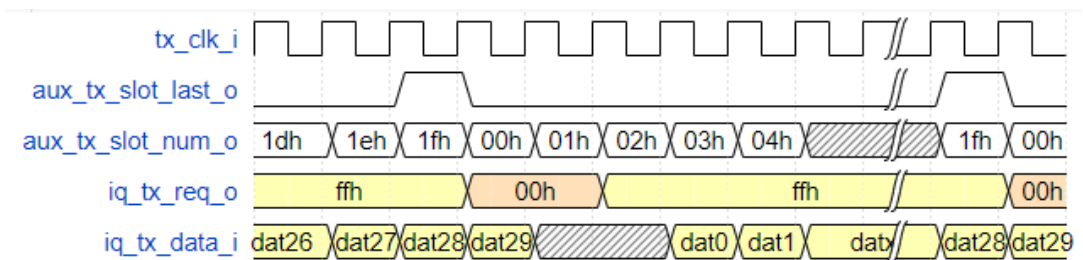 tx_clk_i
aux_tx_slot_last_o
aux_tx_slot_num_o 1dh 1eh 1fh 00h 01h 02h 03h 04h 1fh 00h
iq_tx_req_o ffh 00h ffh 00h
iq_tx_data_i dat26 dat27 dat28 dat29 dat0 dat1 datx dat28 dat29